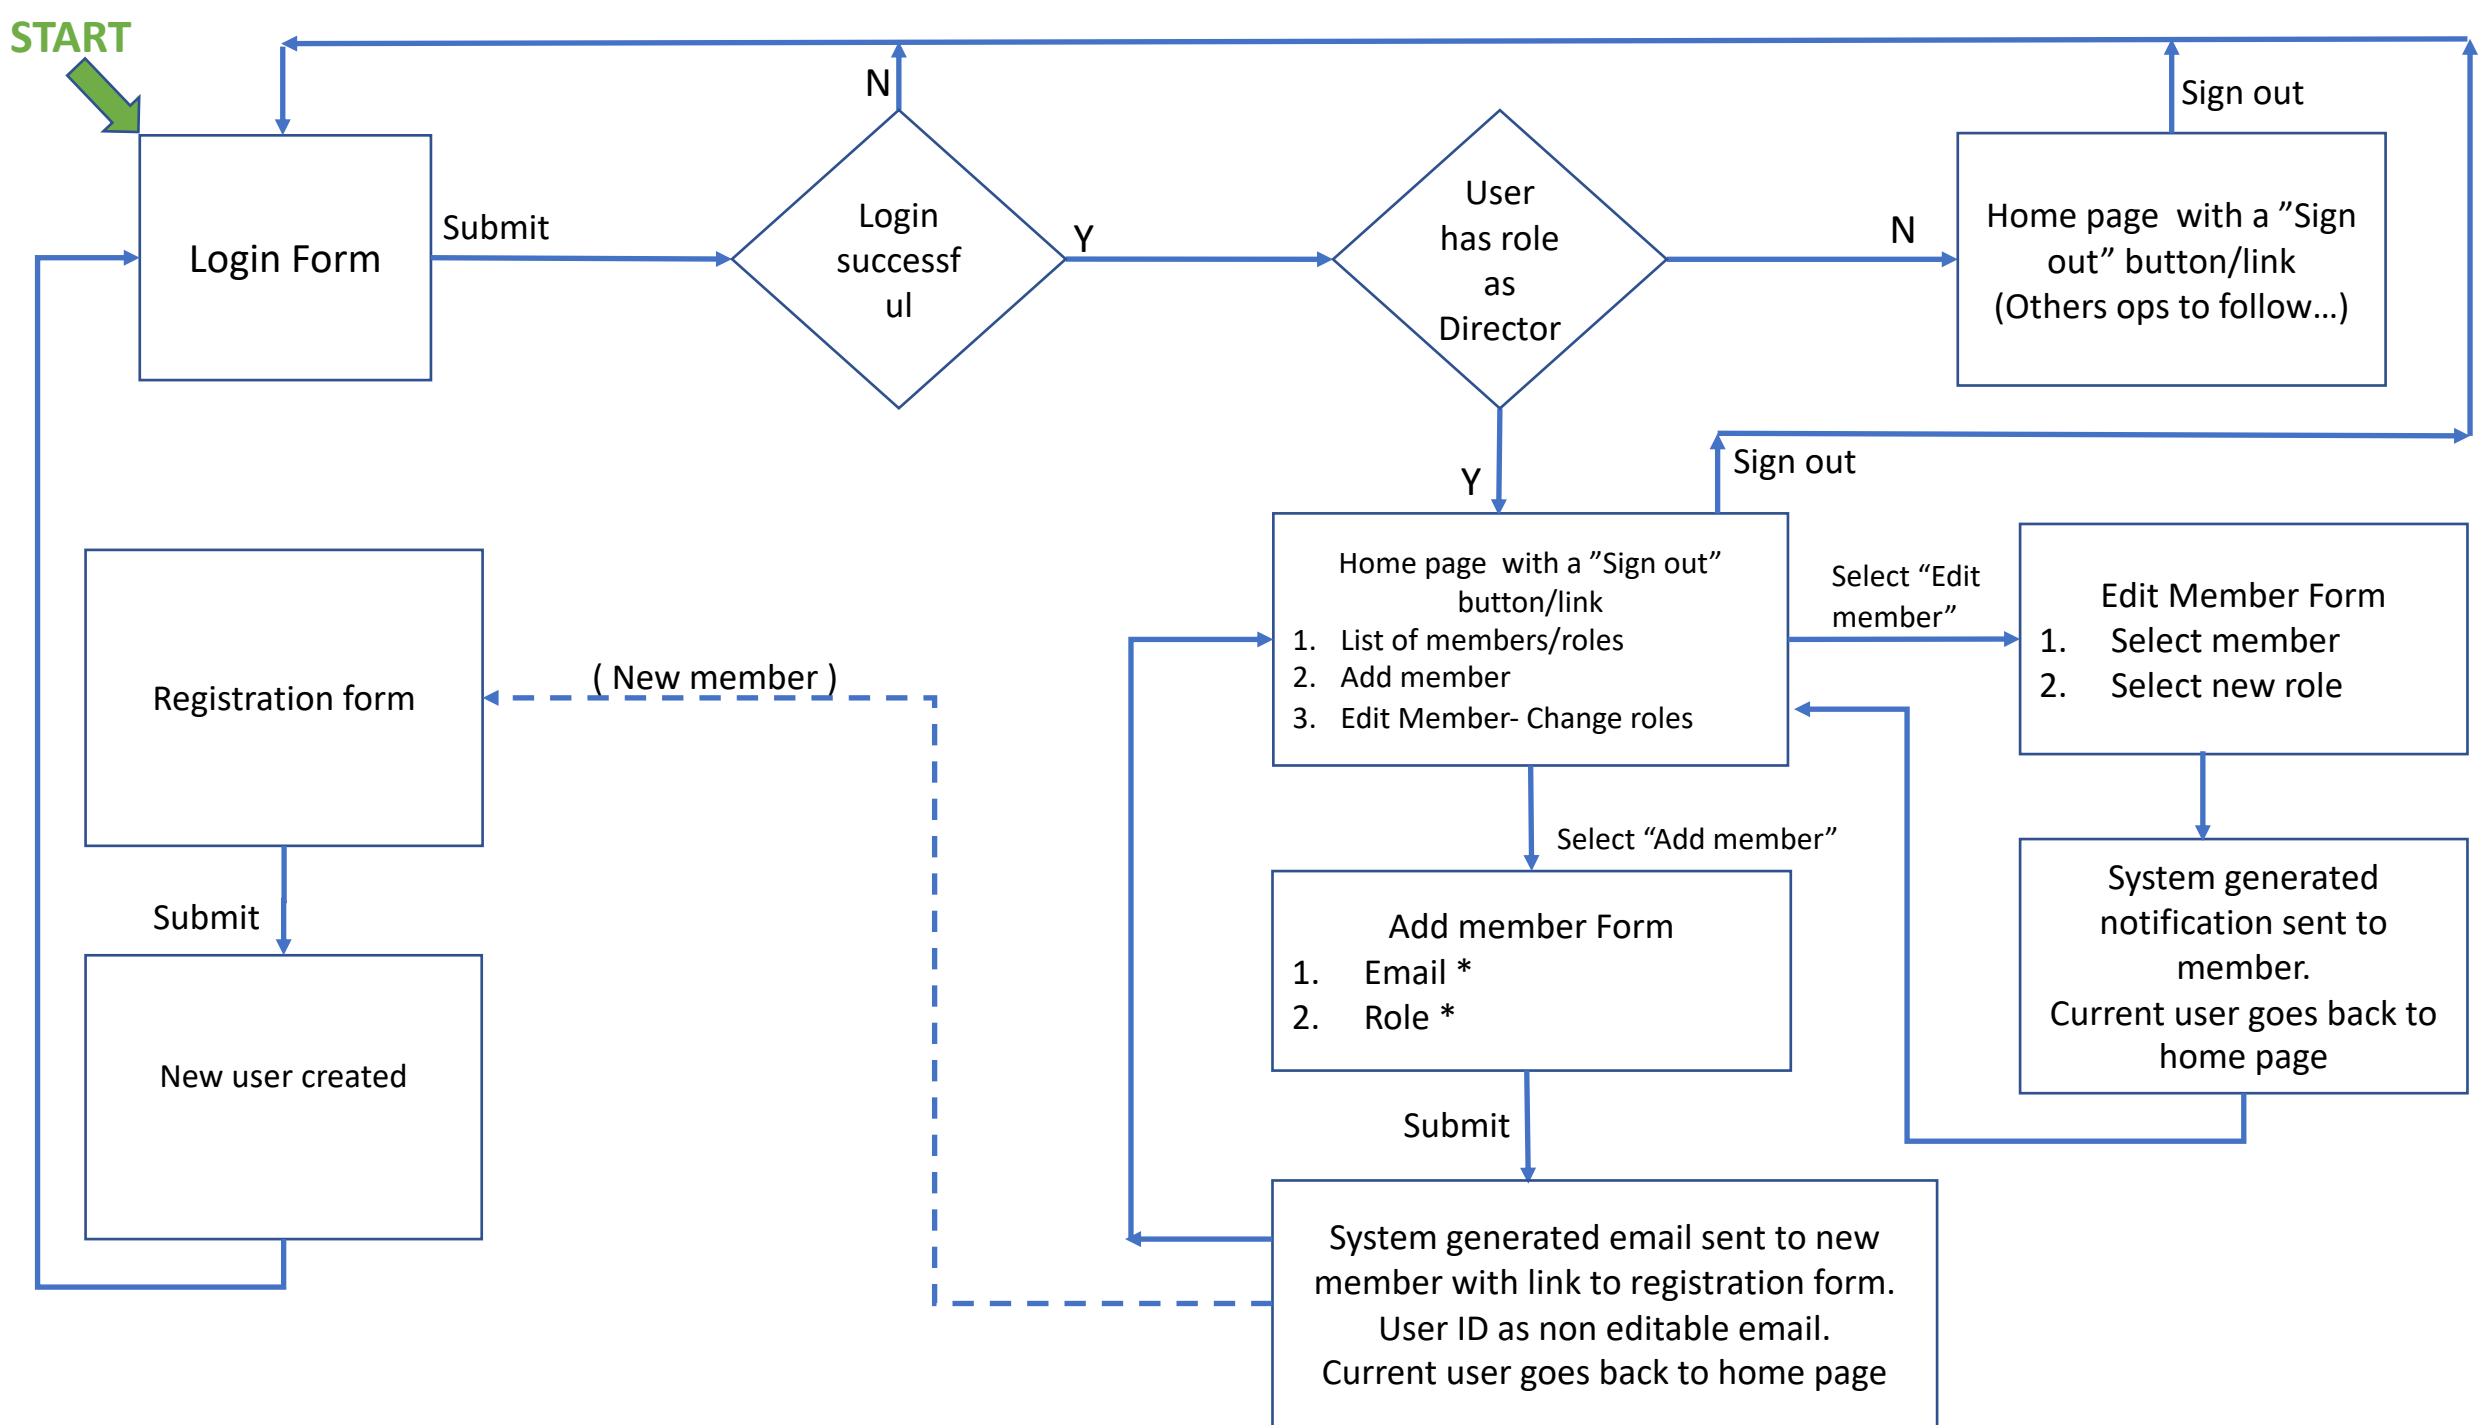 START
N
Sign out
Login Form
Submit
Login
successf
ul
Y
User
has role
as
Director
N
Home page  with a ”Sign
out” button/link
(Others ops to follow…)
Y
Sign out
Registration form
( New member )
Home page  with a ”Sign out”
button/link
1. List of members/roles
2. Add member
3. Edit Member- Change roles
Select “Edit
member”
Edit Member Form
1. Select member
2. Select new role
Select “Add member”
Submit
New user created
Add member Form
1. Email *
2. Role *
System generated
notification sent to
member.
Current user goes back to
home page
Submit
System generated email sent to new
member with link to registration form.
User ID as non editable email.
Current user goes back to home page